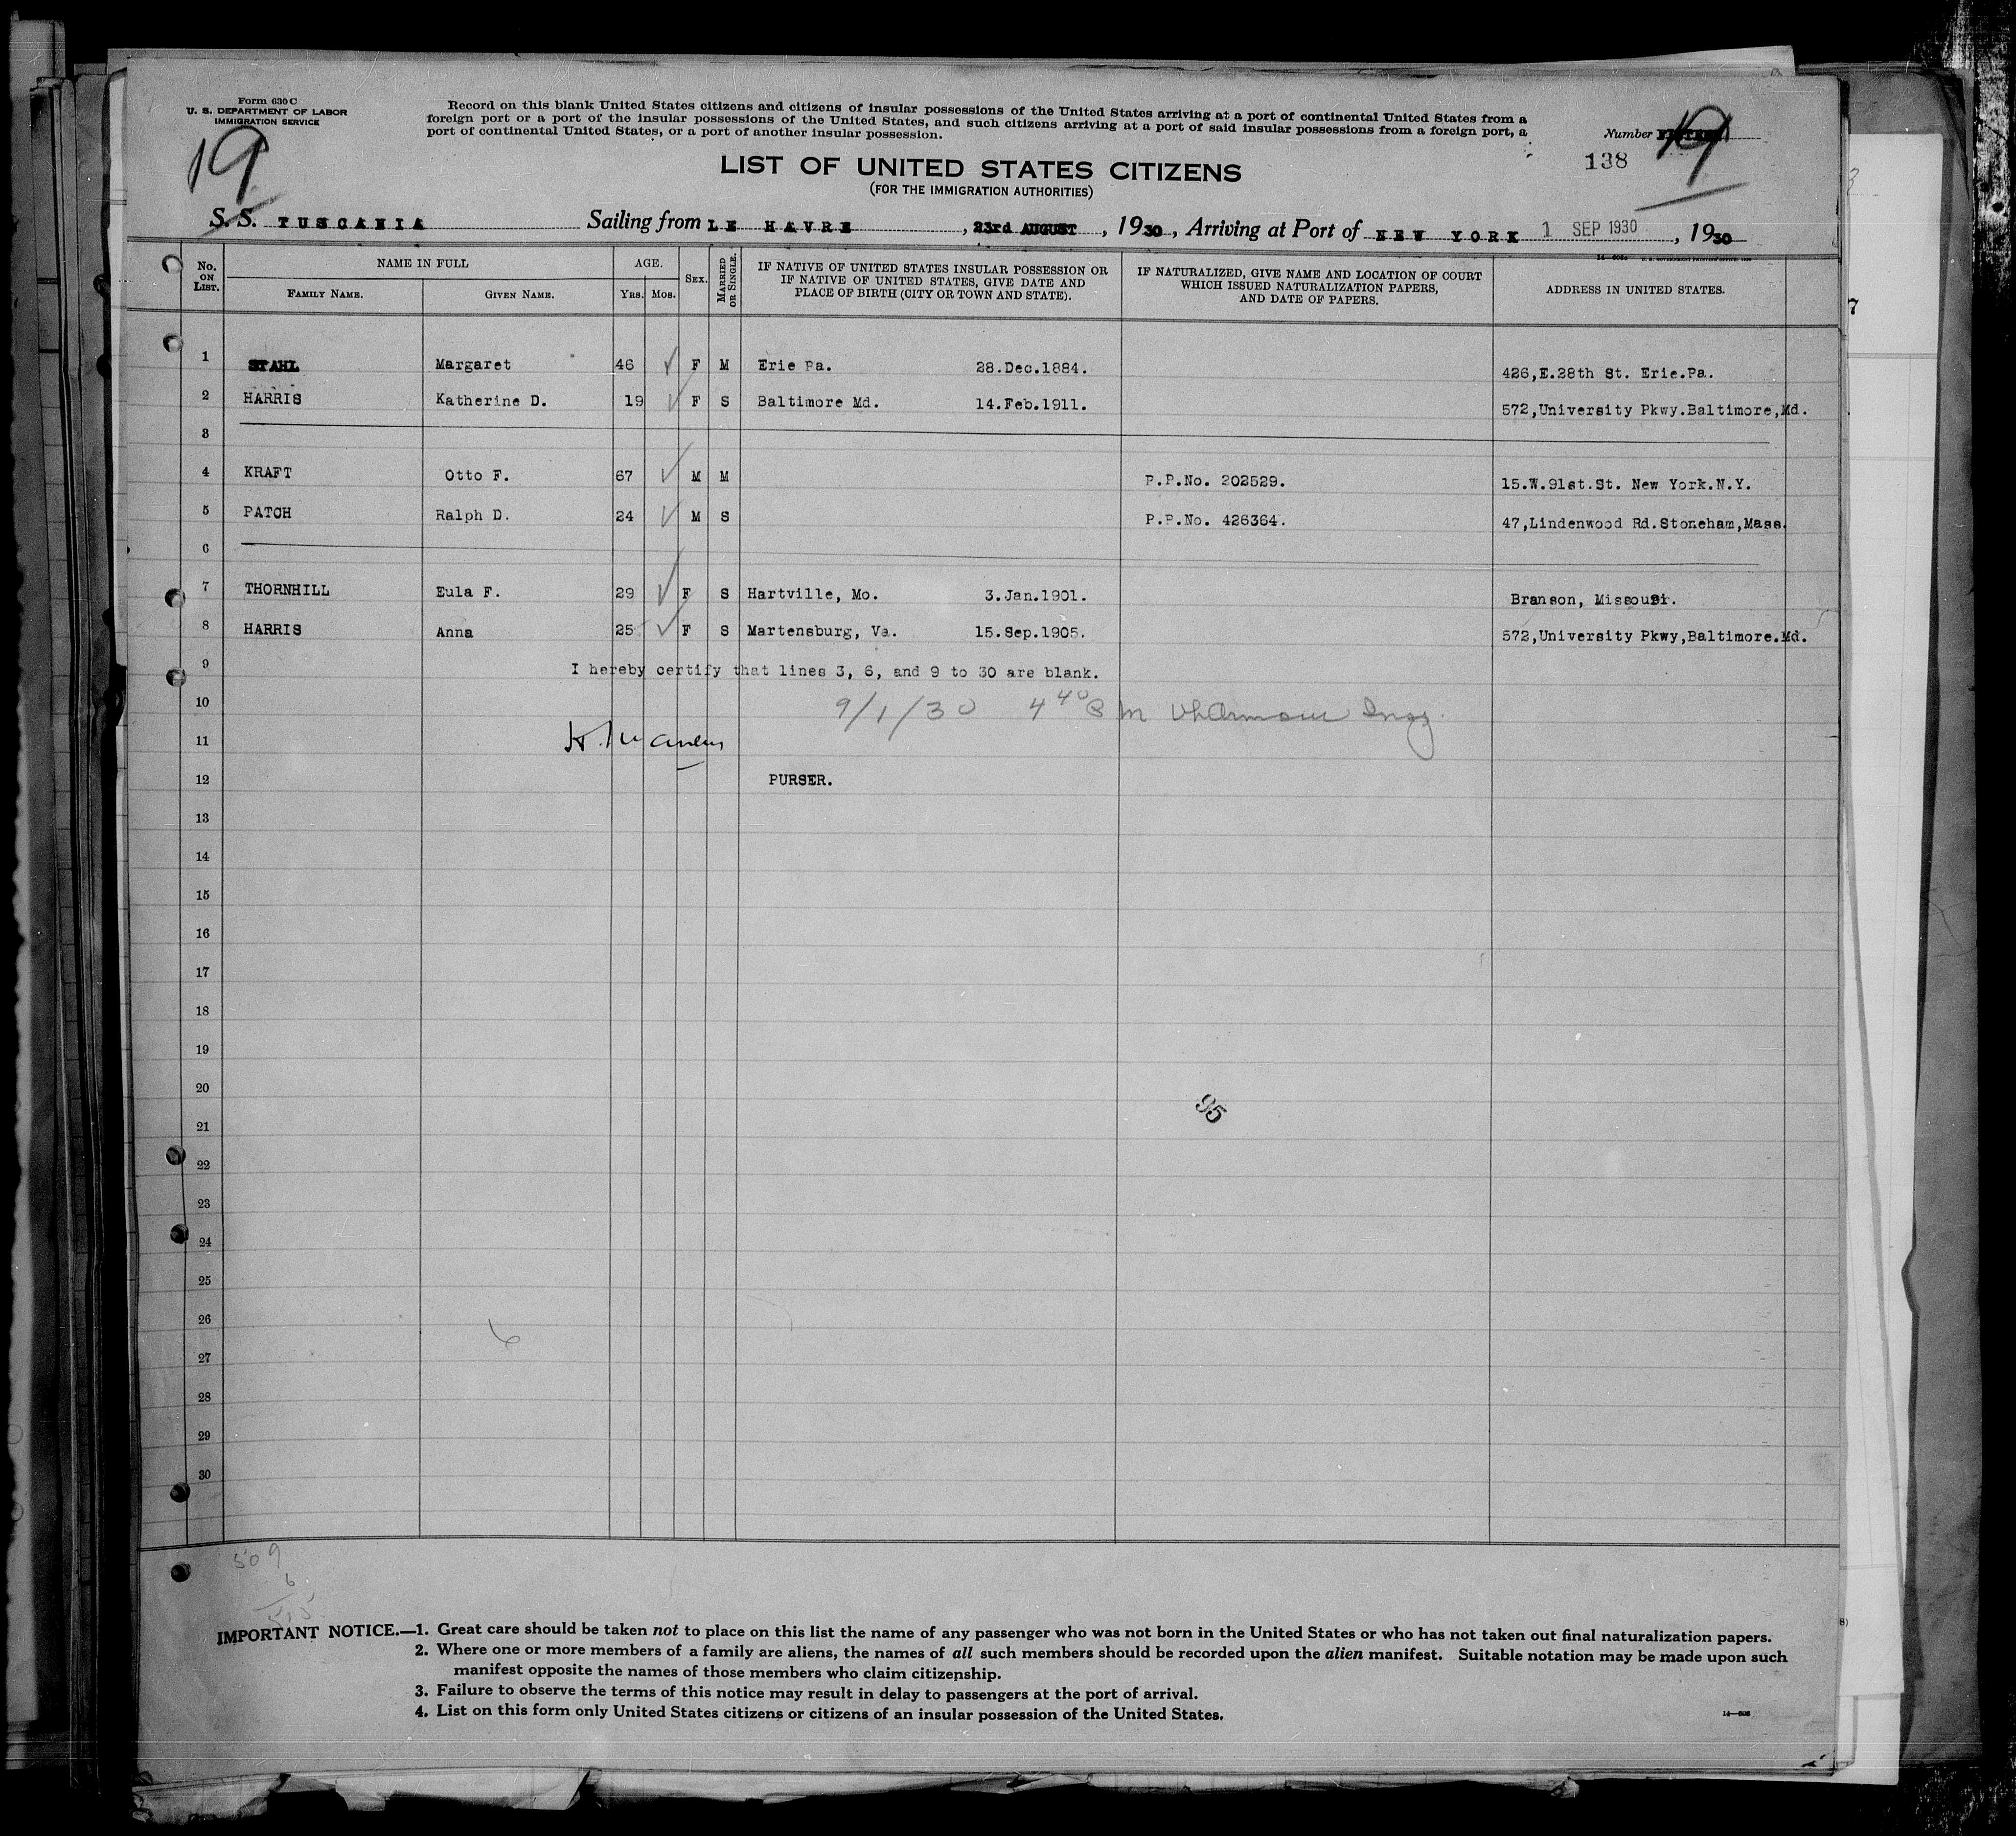 Form 630 C
U. S. DEPARTMENT OF LABOR
IMMIGRATION SERVICE
19
Record on this blank United States citizens and citizens of insular possessions of the United States arriving at a port of continental United States from a
foreign port or a port of the insular possessions of the United States, and such citizens arriving at a port of said insular possessions from a foreign port, a
port of continental United States, or a port of another insular possession.
Number
19
138
LIST OF UNITED STATES CITIZENS
(FOR THE IMMIGRATION AUTHORITIES)
S. S. TUSCANIA Sailing from LE HAVRE, 23rd AUGUST, 1930, Arriving at Port of NEW YORK 1 SEP 1930, 1930
No. ON LIST. NAME IN FULL FAMILY NAME. GIVEN NAME. AGE. YRS. MOS. SEX. MARRIED OR SINGLE. IF NATIVE OF UNITED STATES INSULAR POSSESSION OR IF NATIVE OF UNITED STATES, GIVE DATE AND PLACE OF BIRTH (CITY OR TOWN AND STATE). IF NATURALIZED, GIVE NAME AND LOCATION OF COURT WHICH ISSUED NATURALIZATION PAPERS, AND DATE OF PAPERS. ADDRESS IN UNITED STATES.
1 STAHL Margaret 46 F M Erie Pa. 28.Dec.1884. 426,E.28th St. Erie.Pa.
2 HARRIS Katherine D. 19 F S Baltimore Md. 14.Feb.1911. 572,University Pkwy.Baltimore,Md.
3
4 KRAFT Otto F. 67 M M P.P.No. 202529. 15.W.91st.St. New York.N.Y.
5 PATCH Ralph D. 24 M S P.P.No. 426364. 47,Lindenwood Rd.Stoneham,Mass.
6
7 THORNHILL Eula F. 29 F S Hartville, Mo. 3.Jan.1901. Branson, Missouri.
8 HARRIS Anna 25 F S Martensburg, Va. 15.Sep.1905. 572,University Pkwy,Baltimore.Md.
9 I hereby certify that lines 3, 6, and 9 to 30 are blank.
10 9/1/30 4 40 P m
11
12 PURSER.
13
14
15
16
17
18
19
20
95
21
22
23
24
25
26
6
27
28
29
30
509
6
515
IMPORTANT NOTICE.—1. Great care should be taken not to place on this list the name of any passenger who was not born in the United States or who has not taken out final naturalization papers.
2. Where one or more members of a family are aliens, the names of all such members should be recorded upon the alien manifest. Suitable notation may be made upon such
manifest opposite the names of those members who claim citizenship.
3. Failure to observe the terms of this notice may result in delay to passengers at the port of arrival.
4. List on this form only United States citizens or citizens of an insular possession of the United States.
14—606